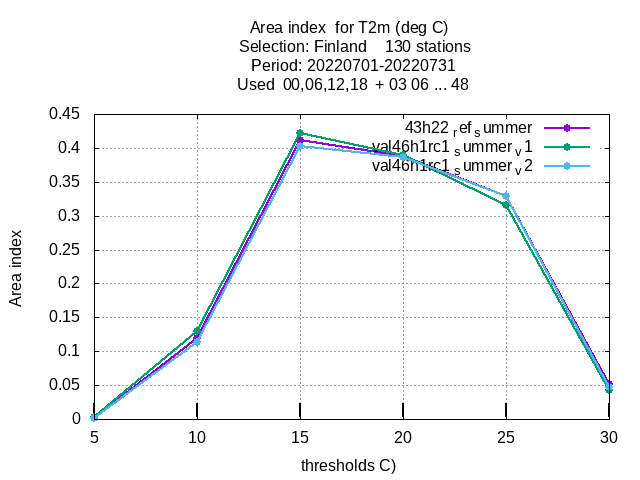 Area index  for T2m (deg C)
Selection: Finland    130 stations
Period: 20220701-20220731
Used  00,06,12,18  + 03 06 ... 48
43h22 ref summer
val46h1rc1 summer v1
val46h1rc1 summer v2
0.45
0.4
0.35
0.3
0.25
0.2
0.15
0.1
0.05
0
Area index
5 10 15 20 25 30
thresholds C)